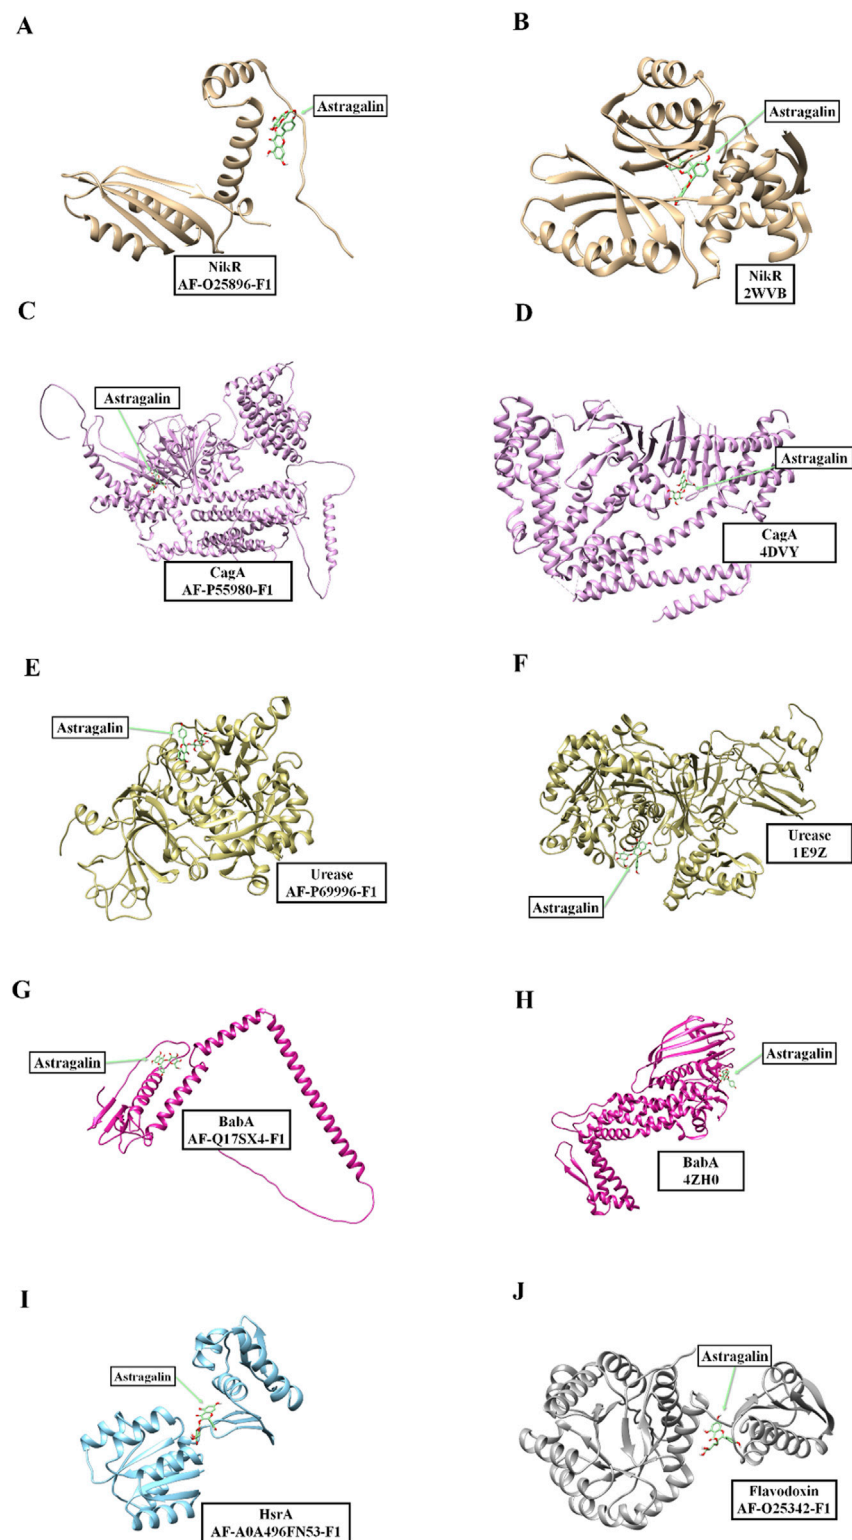 A
Astragalin
NikR
AF-O25896-F1
B
Astragalin
NikR
2WVB
C
Astragalin
CagA
AF-P55980-F1
D
Astragalin
CagA
4DVY
E
Astragalin
Urease
AF-P69996-F1
F
Urease
1E9Z
Astragalin
G
Astragalin
BabA
AF-Q17SX4-F1
H
Astragalin
BabA
4ZH0
I
Astragalin
HsrA
AF-A0A496FN53-F1
J
Astragalin
Flavodoxin
AF-O25342-F1